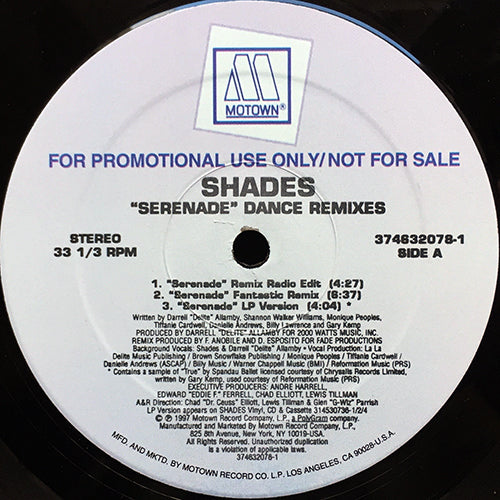 MOTOWN®
FOR PROMOTIONAL USE ONLY/NOT FOR SALE
SHADES
"SERENADE" DANCE REMIXES
STEREO
33 1/3 RPM
374632078-1
SIDE A
1. "Serenade" Remix Radio Edit (4:27)
2. "Serenade" Fantastic Remix (6:37)
3. "Serenade" LP Version (4:04) *
Written by Darrell "Delite" Allamby, Shannon Walker Williams, Monique Peoples,
Tiffanie Cardwell, Danielle Andrews, Billy Lawrence and Gary Kemp
PRODUCED BY DARRELL "DELITE" ALLAMBY FOR 2000 WATTS MUSIC, INC.
REMIX PRODUCED BY F. ANOBILE AND D. ESPOSITO FOR FADE PRODUCTIONS
Background Vocals: Shades & Darrell "Delite" Allamby • Vocal Production: La La
Delite Music Publishing / Brown Snowflake Publishing / Monique Peoples / Tiffanie Cardwell /
Danielle Andrews (ASCAP) / Billy Music / Warner Chappell Music (BMI) / Reformation Music (PRS)
* Contains a sample of "True" by Spandau Ballet licensed courtesy of Chrysalis Records Limited,
written by Gary Kemp, used courtesy of Reformation Music (PRS)
EXECUTIVE PRODUCERS: ANDRE HARRELL,
EDWARD "EDDIE F." FERRELL, CHAD ELLIOTT, LEWIS TILLMAN
A&R Direction: Chad "Dr. Ceuss" Elliott, Lewis Tillman and Glen "G-Wiz" Parrish
LP Version appears on SHADES Vinyl, CD & Cassette 314530736-1/2/4
© ℗ 1997 Motown Record Company L.P., a PolyGram company.
Manufactured and Marketed By Motown Record Company L.P.,
825 8th Avenue, New York, NY 10019-USA.
All Rights Reserved. Unauthorized duplication
is a violation of applicable laws.
374632078-1
MFD. AND MKTD. BY MOTOWN RECORD CO. L.P. LOS ANGELES, CA 90028-U.S.A.